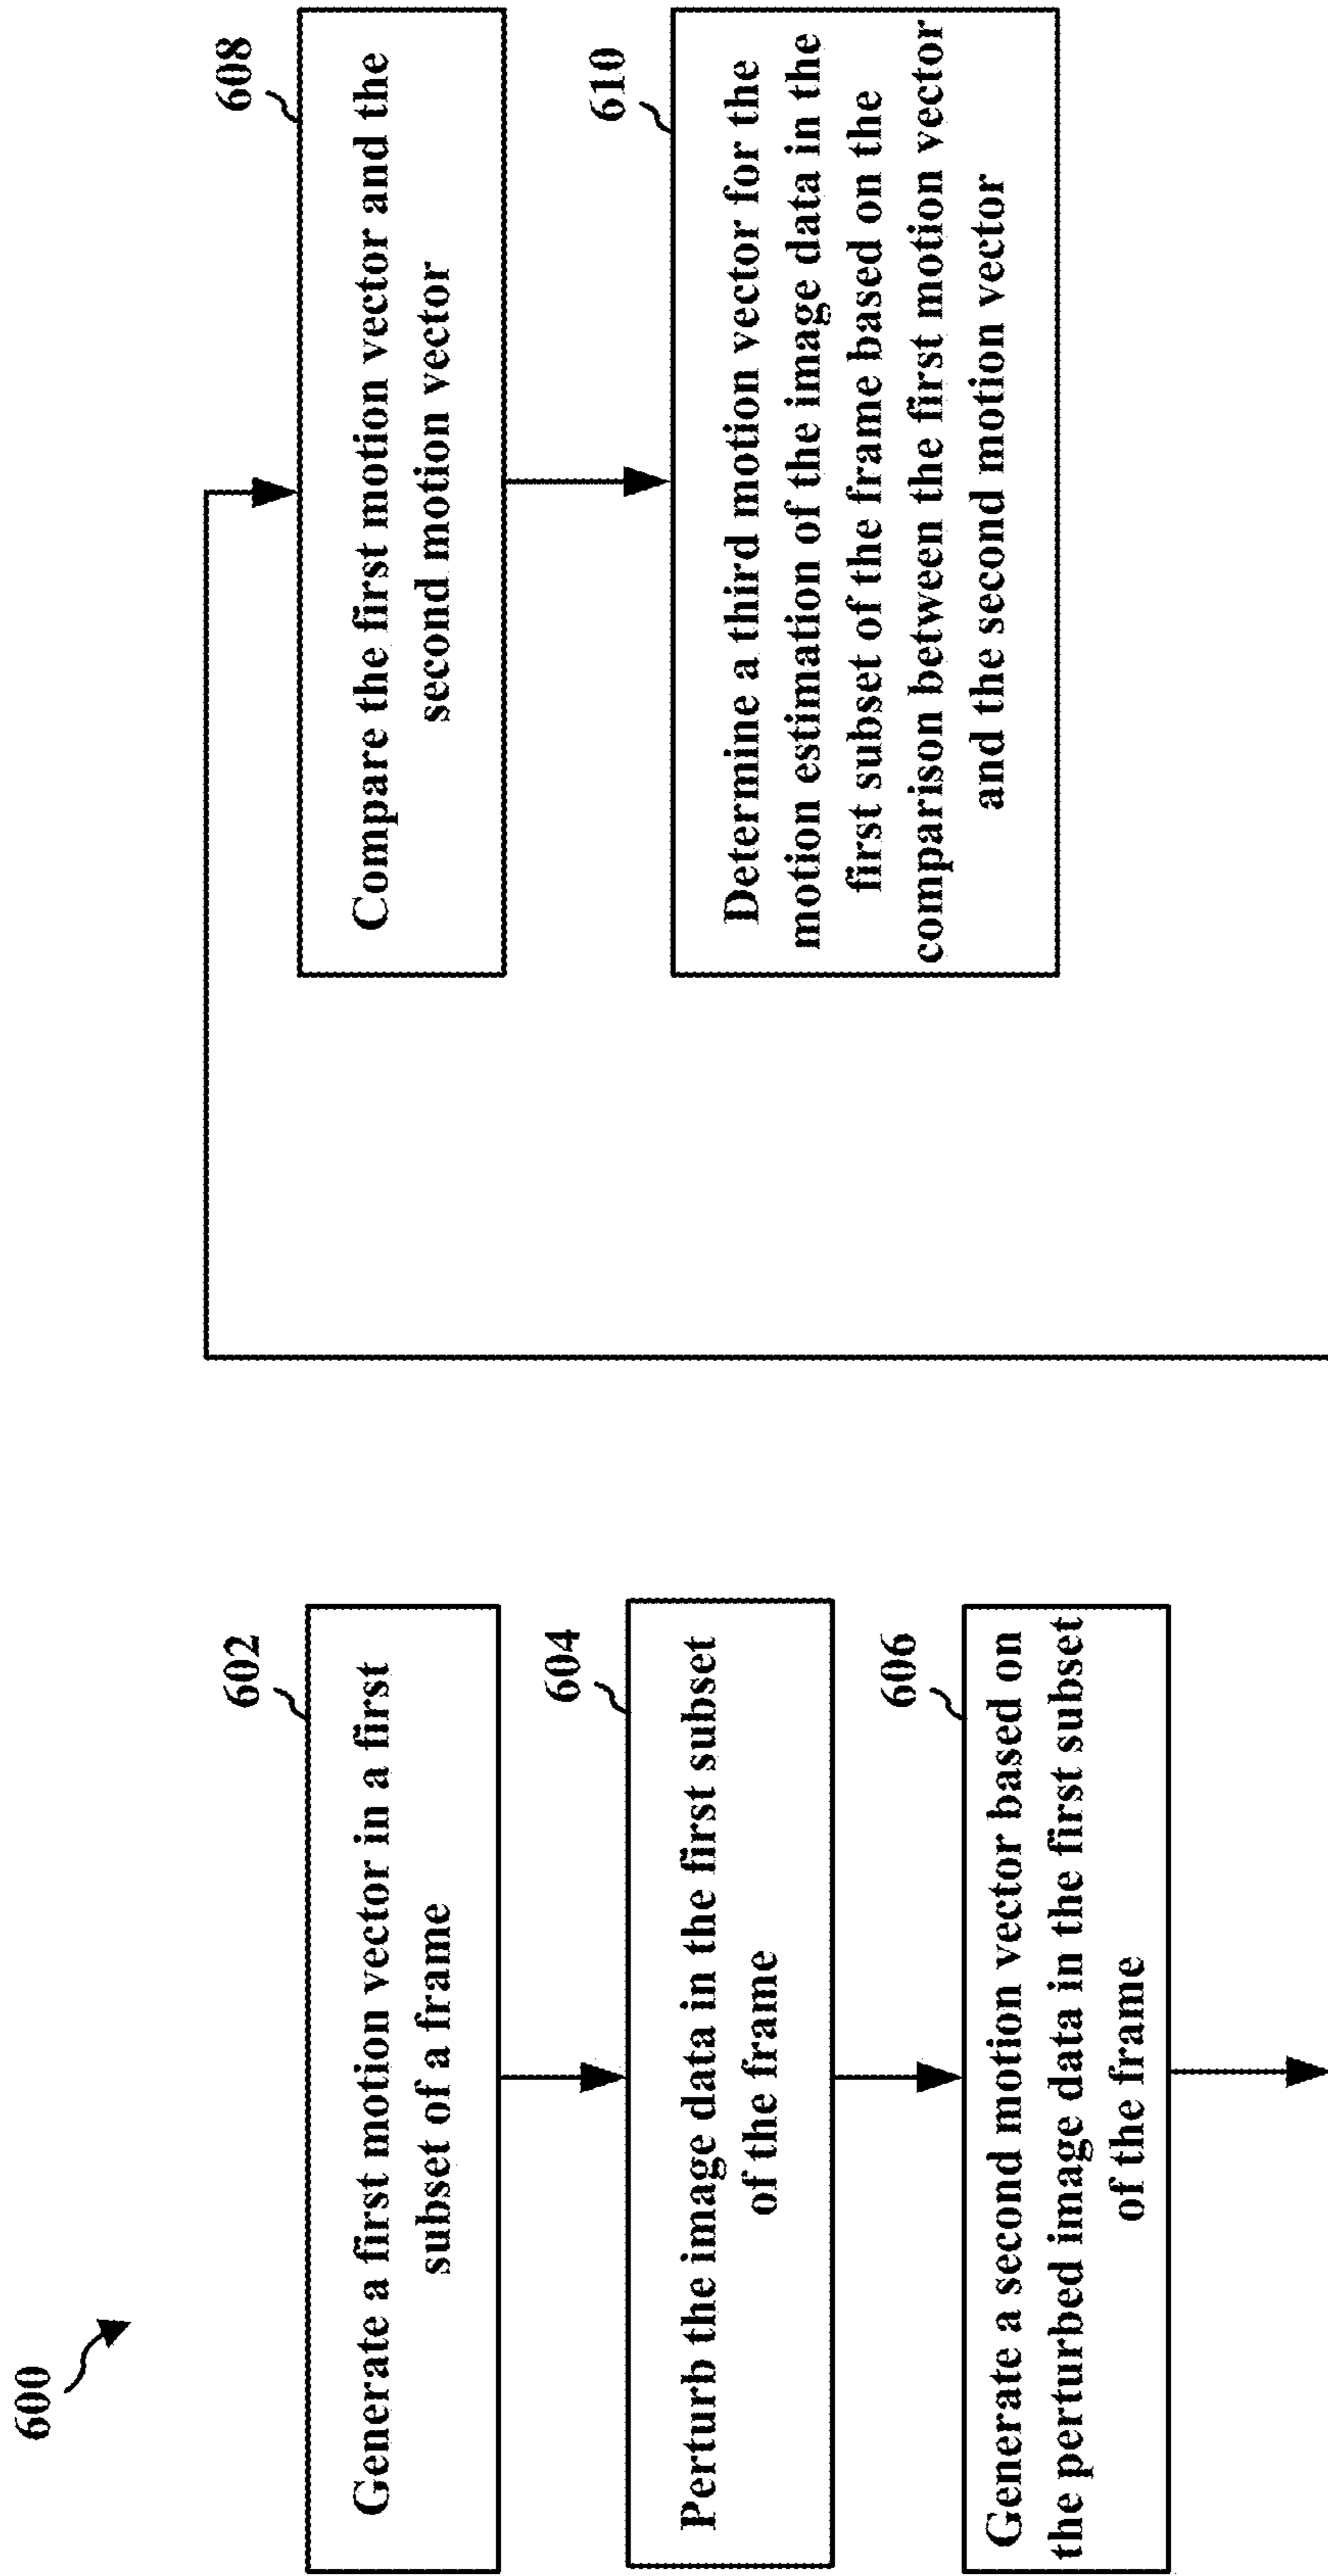 600
602
Generate a first motion vector in a first
subset of a frame
604
Perturb the image data in the first subset
of the frame
606
Generate a second motion vector based on
the perturbed image data in the first subset
of the frame
608
Compare the first motion vector and the
second motion vector
610
Determine a third motion vector for the
motion estimation of the image data in the
first subset of the frame based on the
comparison between the first motion vector
and the second motion vector